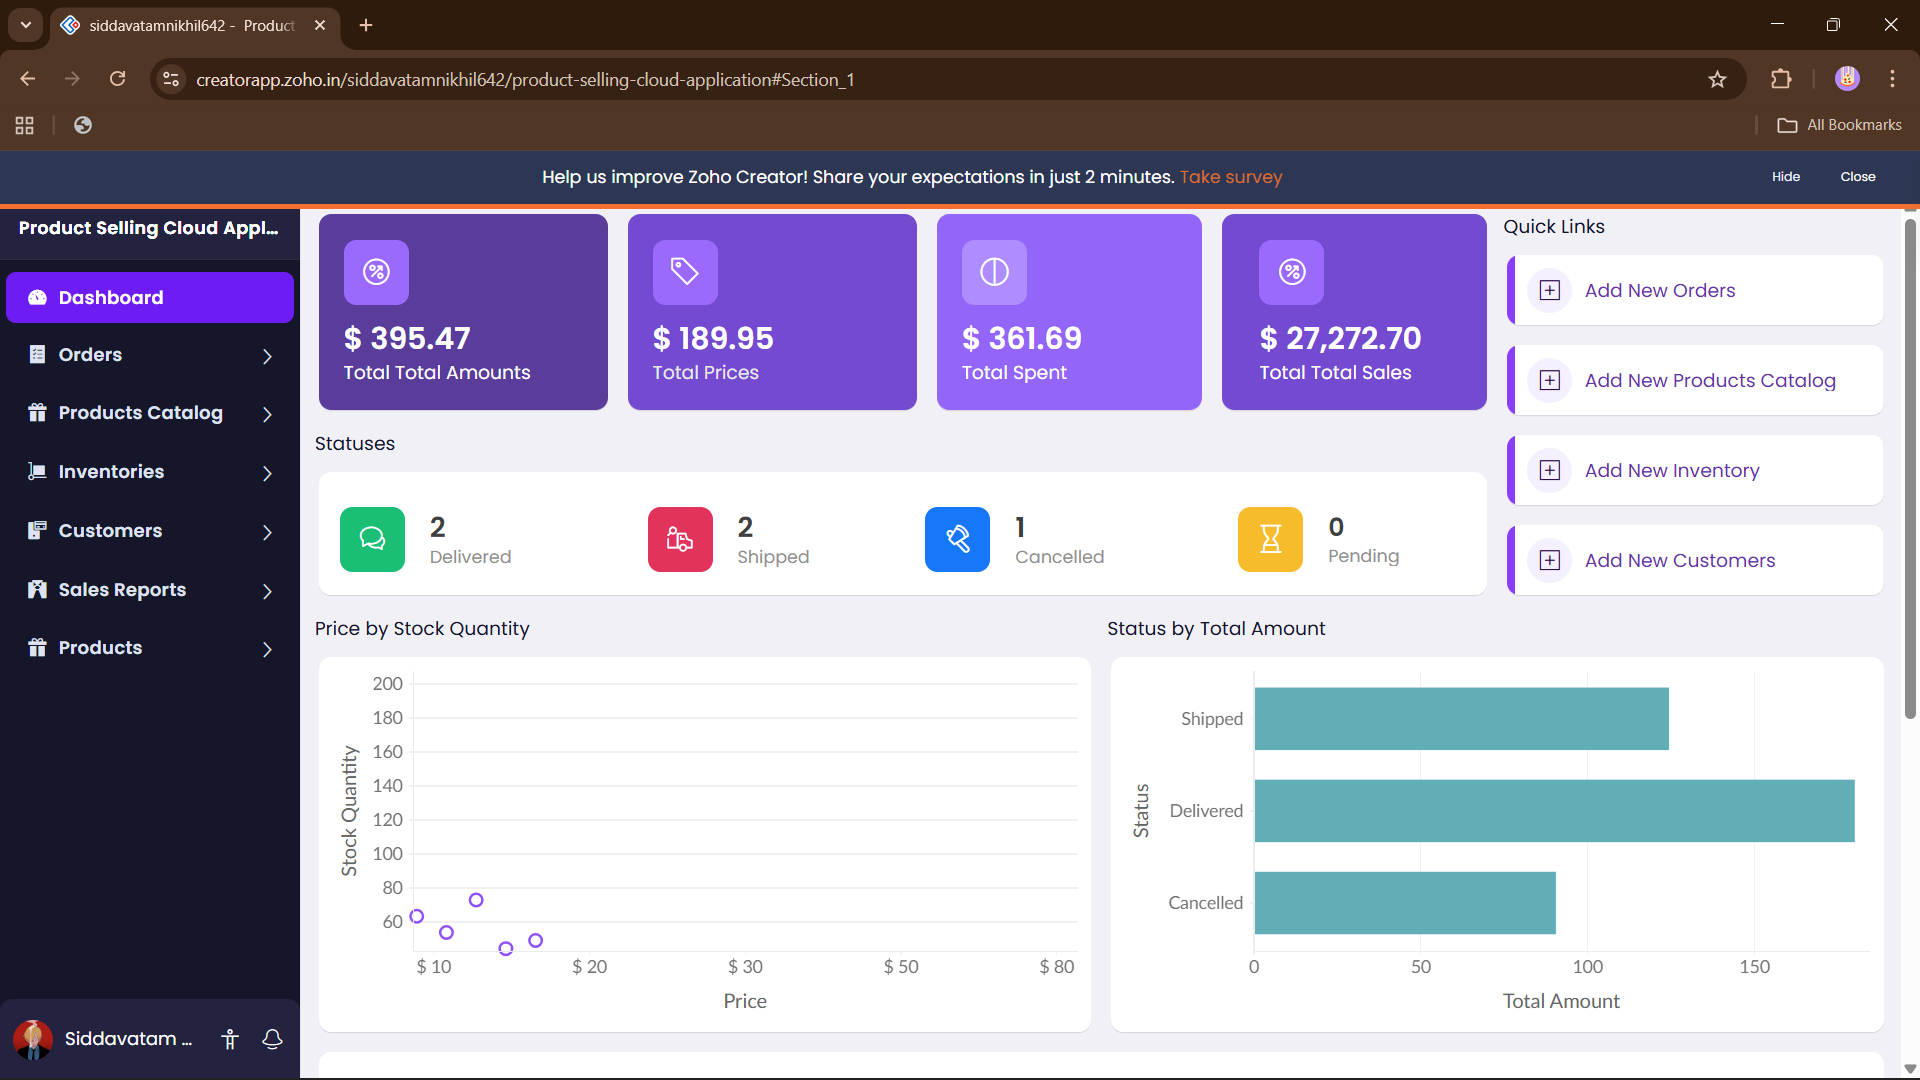 siddavatamnikhil642 - Product
creatorapp.zoho.in/siddavatamnikhil642/product-selling-cloud-application#Section_1
All Bookmarks
Help us improve Zoho Creator! Share your expectations in just 2 minutes. Take survey
Hide
Close
Product Selling Cloud Appl...
Dashboard
Orders
Products Catalog
Inventories
Customers
Sales Reports
Products
Siddavatam ...
$ 395.47
Total Total Amounts
$ 189.95
Total Prices
$ 361.69
Total Spent
$ 27,272.70
Total Total Sales
Quick Links
Add New Orders
Add New Products Catalog
Add New Inventory
Add New Customers
Statuses
2
Delivered
2
Shipped
1
Cancelled
0
Pending
Price by Stock Quantity
200
180
160
140
120
100
80
60
Stock Quantity
$ 10 $ 20 $ 30 $ 50 $ 80
Price
Status by Total Amount
Shipped
Delivered
Cancelled
Status
0 50 100 150
Total Amount